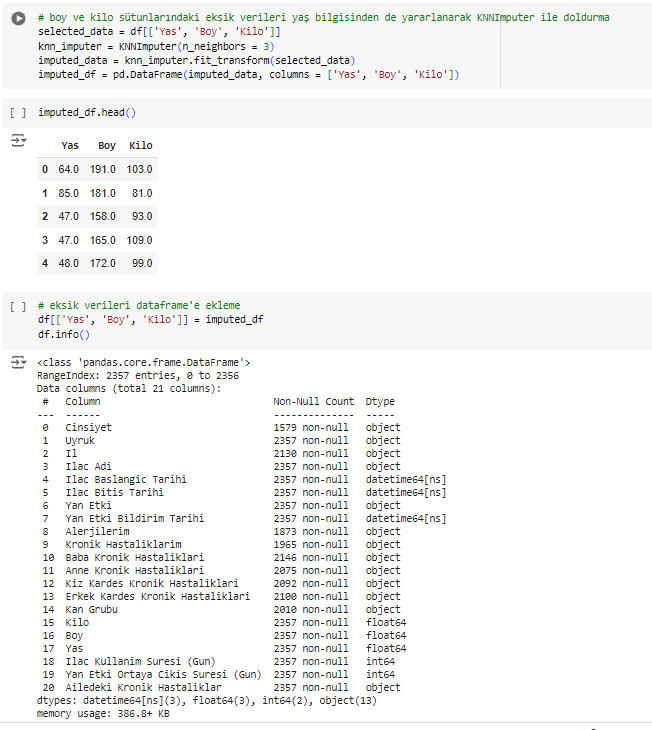 # boy ve kilo sütunlarındaki eksik verileri yaş bilgisinden de yararlanarak KNNImputer ile doldurma
selected_data = df[['Yas', 'Boy', 'Kilo']]
knn_imputer = KNNImputer(n_neighbors = 3)
imputed_data = knn_imputer.fit_transform(selected_data)
imputed_df = pd.DataFrame(imputed_data, columns = ['Yas', 'Boy', 'Kilo'])
[ ] imputed_df.head()
Yas Boy Kilo
0 64.0 191.0 103.0
1 85.0 181.0 81.0
2 47.0 158.0 93.0
3 47.0 165.0 109.0
4 48.0 172.0 99.0
[ ] # eksik verileri dataframe'e ekleme
df[['Yas', 'Boy', 'Kilo']] = imputed_df
df.info()
<class 'pandas.core.frame.DataFrame'>
RangeIndex: 2357 entries, 0 to 2356
Data columns (total 21 columns):
# Column Non-Null Count Dtype
--- ------ -------------- -----
0 Cinsiyet 1579 non-null object
1 Uyruk 2357 non-null object
2 Il 2130 non-null object
3 Ilac Adi 2357 non-null object
4 Ilac Baslangic Tarihi 2357 non-null datetime64[ns]
5 Ilac Bitis Tarihi 2357 non-null datetime64[ns]
6 Yan Etki 2357 non-null object
7 Yan Etki Bildirim Tarihi 2357 non-null datetime64[ns]
8 Alerjilerim 1873 non-null object
9 Kronik Hastaliklarim 1965 non-null object
10 Baba Kronik Hastaliklari 2146 non-null object
11 Anne Kronik Hastaliklari 2075 non-null object
12 Kiz Kardes Kronik Hastaliklari 2092 non-null object
13 Erkek Kardes Kronik Hastaliklari 2100 non-null object
14 Kan Grubu 2010 non-null object
15 Kilo 2357 non-null float64
16 Boy 2357 non-null float64
17 Yas 2357 non-null float64
18 Ilac Kullanim Suresi (Gun) 2357 non-null int64
19 Yan Etki Ortaya Cikis Suresi (Gun) 2357 non-null int64
20 Ailedeki Kronik Hastaliklar 2357 non-null object
dtypes: datetime64[ns](3), float64(3), int64(2), object(13)
memory usage: 386.8+ KB